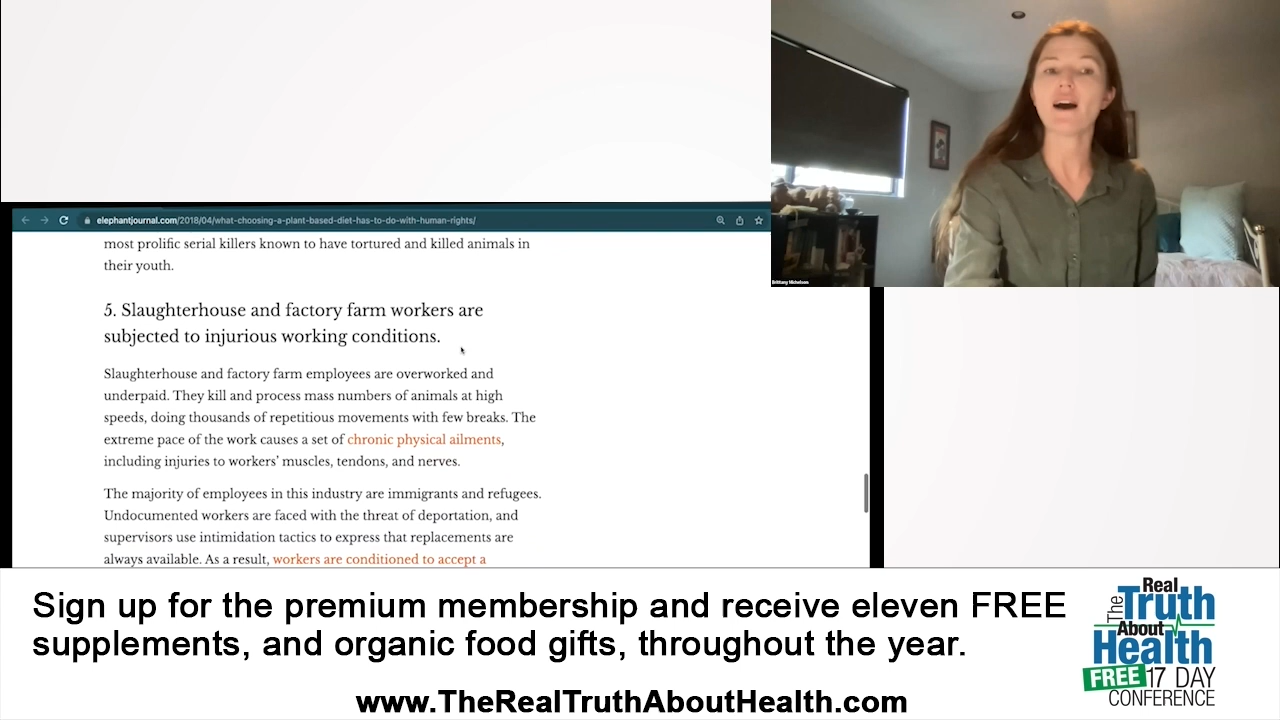 elephantjournal.com/2018/04/what-choosing-a-plant-based-diet-has-to-do-with-human-rights/
most prolific serial killers known to have tortured and killed animals in
their youth.
5. Slaughterhouse and factory farm workers are
subjected to injurious working conditions.
Slaughterhouse and factory farm employees are overworked and
underpaid. They kill and process mass numbers of animals at high
speeds, doing thousands of repetitious movements with few breaks. The
extreme pace of the work causes a set of chronic physical ailments,
including injuries to workers’ muscles, tendons, and nerves.
The majority of employees in this industry are immigrants and refugees.
Undocumented workers are faced with the threat of deportation, and
supervisors use intimidation tactics to express that replacements are
always available. As a result, workers are conditioned to accept a
Brittany Michelson
Sign up for the premium membership and receive eleven FREE
supplements, and organic food gifts, throughout the year.
www.TheRealTruthAboutHealth.com
The Real
Truth
About
Health
FREE 17 DAY
CONFERENCE